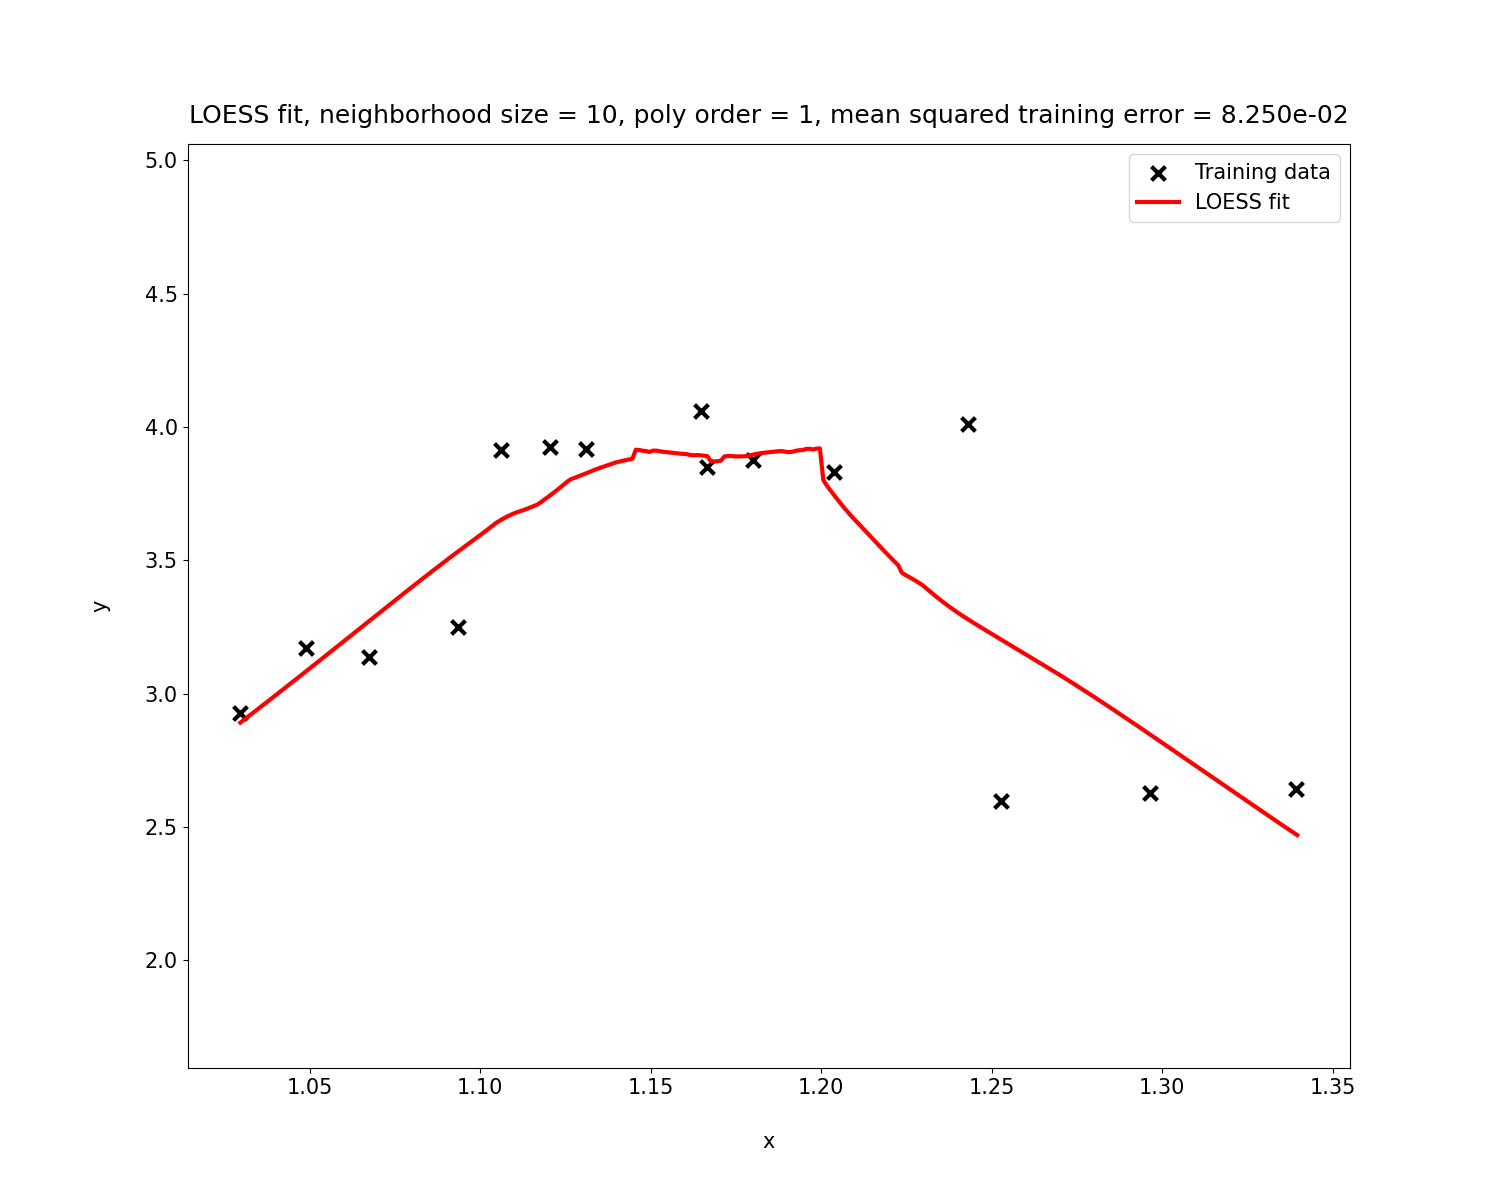 LOESS fit, neighborhood size = 10, poly order = 1, mean squared training error = 8.250e-02
Training data
LOESS fit
5.0
4.5
4.0
3.5
3.0
2.5
2.0
y
1.05 1.10 1.15 1.20 1.25 1.30 1.35
x